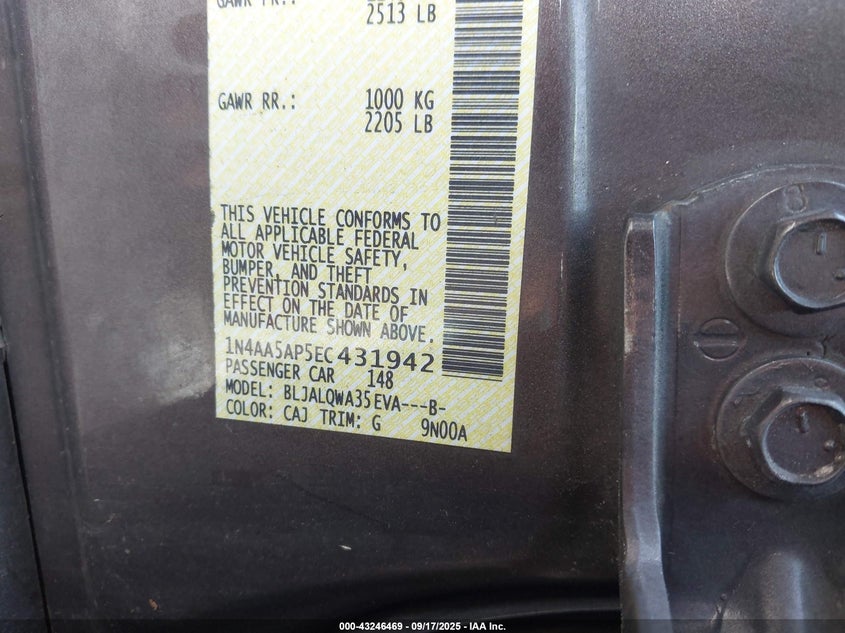 GAWR FR.:
2513 LB
GAWR RR.: 1000 KG
2205 LB
THIS VEHICLE CONFORMS TO
ALL APPLICABLE FEDERAL
MOTOR VEHICLE SAFETY,
BUMPER, AND THEFT
PREVENTION STANDARDS IN
EFFECT ON THE DATE OF
MANUFACTURE SHOWN ABOVE.
1N4AA5AP5EC431942
PASSENGER CAR 148
MODEL: BLJALQWA35EVA---B-
COLOR: CAJ TRIM: G 9N00A
000-43246469 - 09/17/2025 - IAA Inc.